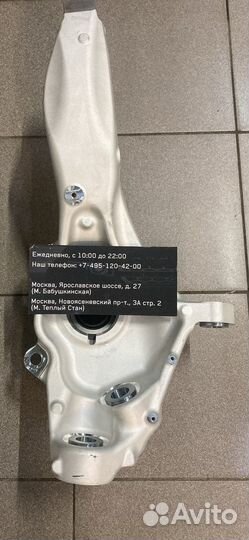 Ежедневно, с 10:00 до 22:00
Наш телефон: +7-495-120-42-00
Москва, Ярославское шоссе, д. 27
(М. Бабушкинская)
Москва, Новоясеневский пр-т., 3А стр. 2
(М. Теплый Стан)
Avito